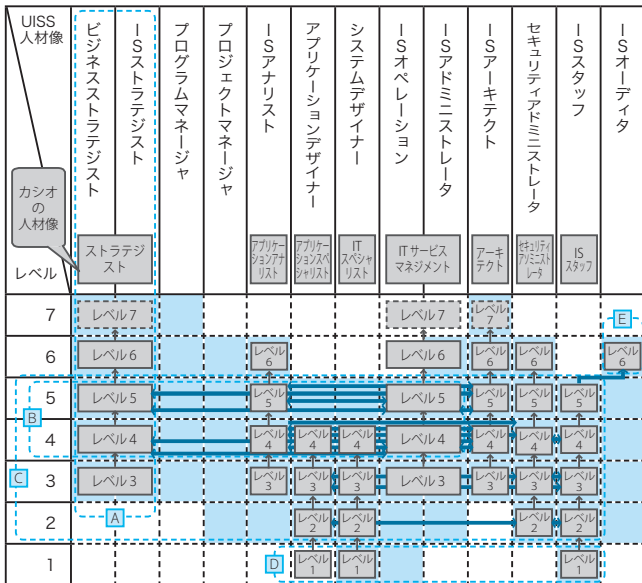 UISS
人材像
ビジネスストラテジスト
ISストラテジスト
プログラムマネージャ
プロジェクトマネージャ
ISアナリスト
アプリケーションデザイナー
システムデザイナー
ISオペレーション
ISアドミニストレータ
ISアーキテクト
セキュリティアドミニストレータ
ISスタッフ
ISオーディタ
カシオ
の
人材像
レベル
ストラテジ
スト
アプリケー
ションアナ
リスト
アプリケー
ションスペ
シャリスト
IT
スペシャ
リスト
ITサービス
マネジメント
アーキ
テクト
セキュリティ
アドミニスト
レータ
IS
スタッフ
7
レベル7
レベル7
レベル
7
E
6
レベル6
レベル
6
レベル6
レベル
6
レベル
6
レベル
6
5
レベル5
レベル
5
レベル5
レベル
5
レベル
5
レベル
5
B
4
レベル4
レベル
4
レベル
4
レベル
4
レベル4
レベル
4
レベル
4
レベル
4
C
3
レベル3
レベル
3
レベル
3
レベル
3
レベル3
レベル
3
レベル
3
レベル
3
A
2
レベル
2
レベル
2
レベル
2
レベル
2
D
1
レベル
1
レベル
1
レベル
1